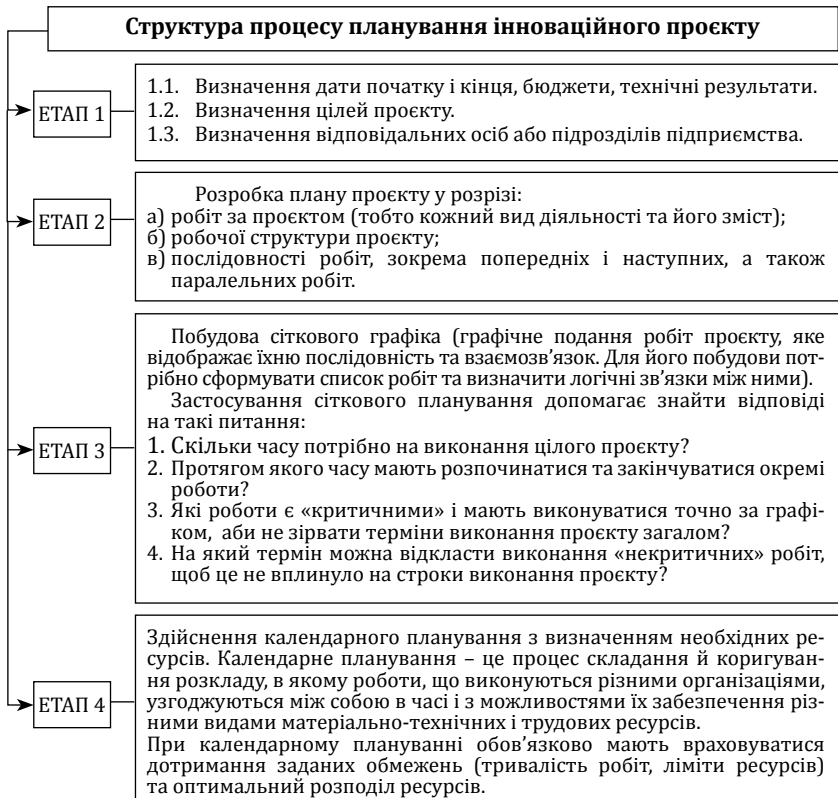 Структура процесу планування інноваційного проєкту
ЕТАП 1
1.1. Визначення дати початку і кінця, бюджети, технічні результати.
1.2. Визначення цілей проєкту.
1.3. Визначення відповідальних осіб або підрозділів підприємства.
ЕТАП 2
Розробка плану проєкту у розрізі:
а) робіт за проєктом (тобто кожний вид діяльності та його зміст);
б) робочої структури проєкту;
в) послідовності робіт, зокрема попередніх і наступних, а також
паралельних робіт.
ЕТАП 3
Побудова сіткового графіка (графічне подання робіт проєкту, яке
відображає їхню послідовність та взаємозв’язок. Для його побудови пот-
рібно сформувати список робіт та визначити логічні зв’язки між ними).
Застосування сіткового планування допомагає знайти відповіді
на такі питання:
1. Скільки часу потрібно на виконання цілого проєкту?
2. Протягом якого часу мають розпочинатися та закінчуватися окремі
роботи?
3. Які роботи є «критичними» і мають виконуватися точно за графі-
ком, аби не зірвати терміни виконання проєкту загалом?
4. На який термін можна відкласти виконання «некритичних» робіт,
щоб це не вплинуло на строки виконання проєкту?
ЕТАП 4
Здійснення календарного планування з визначенням необхідних ре-
сурсів. Календарне планування – це процес складання й коригуван-
ня розкладу, в якому роботи, що виконуються різними організаціями,
узгоджуються між собою в часі і з можливостями їх забезпечення різ-
ними видами матеріально-технічних і трудових ресурсів.
При календарному плануванні обов’язково мають враховуватися
дотримання заданих обмежень (тривалість робіт, ліміти ресурсів)
та оптимальний розподіл ресурсів.